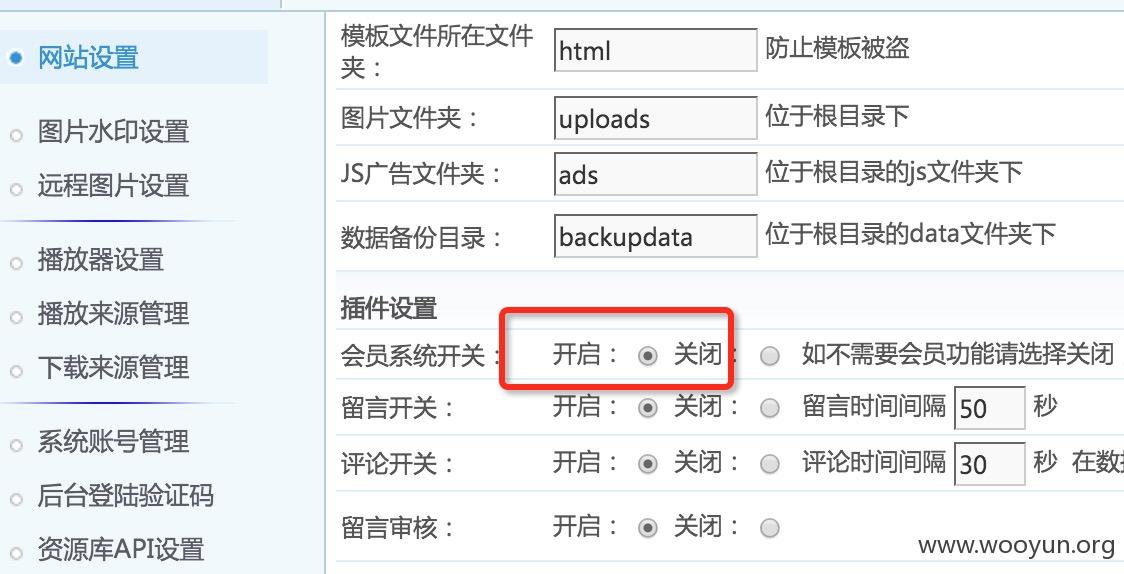 网站设置
图片水印设置
远程图片设置
播放器设置
播放来源管理
下载来源管理
系统账号管理
后台登陆验证码
资源库API设置
模板文件所在文件
夹： html 防止模板被盗
图片文件夹： uploads 位于根目录下
JS广告文件夹： ads 位于根目录的js文件夹下
数据备份目录： backupdata 位于根目录的data文件夹下
插件设置
会员系统开关： 开启： 关闭： 如不需要会员功能请选择关闭
留言开关： 开启： 关闭： 留言时间间隔 50 秒
评论开关： 开启： 关闭： 评论时间间隔 30 秒 在数
留言审核： 开启： 关闭：
www.wooyun.org